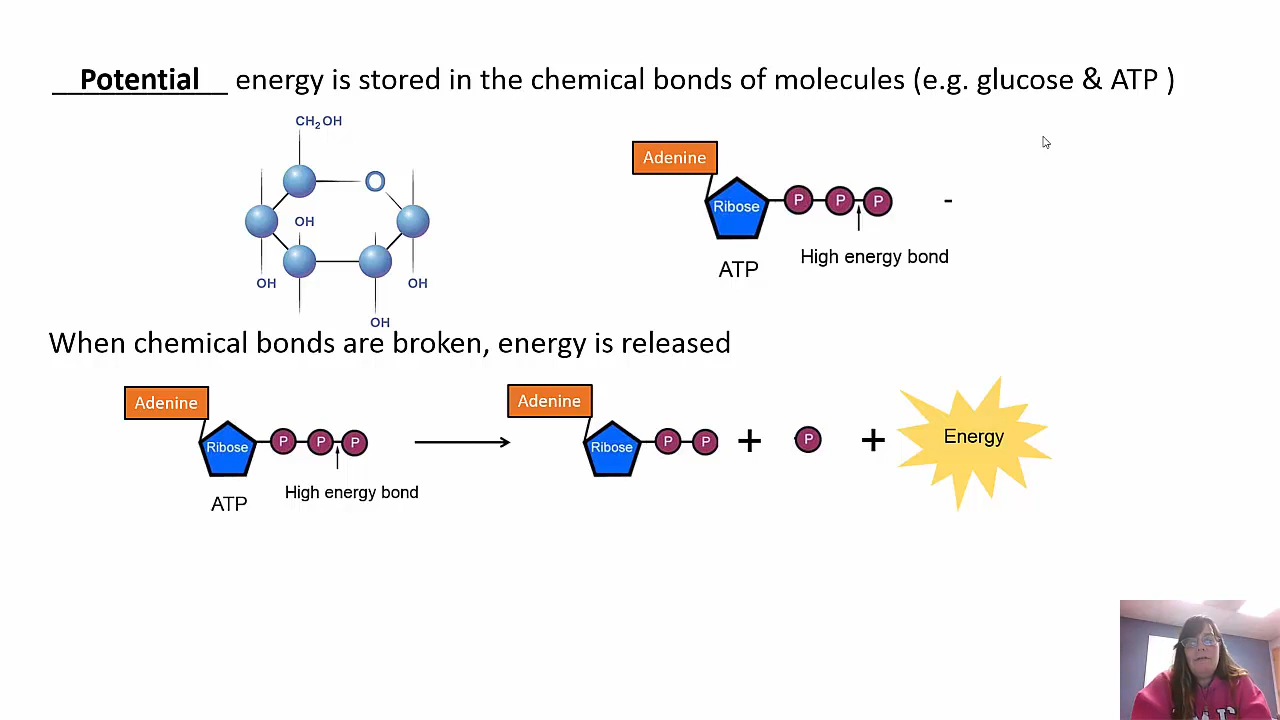 Potential energy is stored in the chemical bonds of molecules (e.g. glucose & ATP )
CH2OH
O
OH
OH
OH
OH
Adenine
Ribose
P
P
P
-
High energy bond
ATP
When chemical bonds are broken, energy is released
Adenine
Ribose
P
P
P
High energy bond
ATP
Adenine
Ribose
P
P
+
P
+
Energy